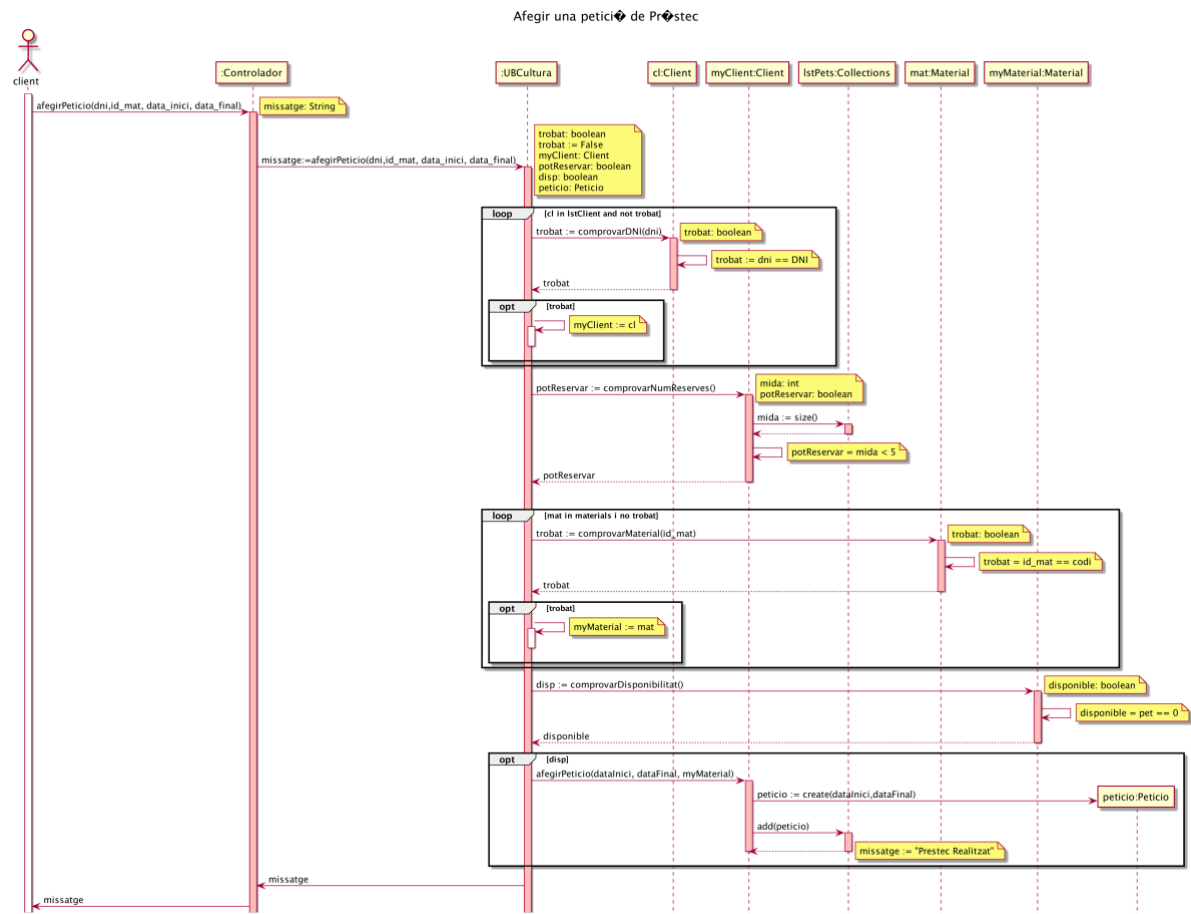 Afegir una petici� de Pr�stec
client
:Controlador
:UBCultura
cl:Client
myClient:Client
lstPets:Collections
mat:Material
myMaterial:Material
afegirPeticio(dni,id_mat, data_inici, data_final)
missatge: String
missatge:=afegirPeticio(dni,id_mat, data_inici, data_final)
trobat: boolean
trobat := False
myClient: Client
potReservar: boolean
disp: boolean
peticio: Peticio
loop [cl in lstClient and not trobat]
trobat := comprovarDNI(dni)
trobat: boolean
trobat := dni == DNI
trobat
opt [trobat]
myClient := cl
potReservar := comprovarNumReserves()
mida: int
potReservar: boolean
mida := size()
potReservar = mida < 5
potReservar
loop [mat in materials i no trobat]
trobat := comprovarMaterial(id_mat)
trobat: boolean
trobat = id_mat == codi
trobat
opt [trobat]
myMaterial := mat
disp := comprovarDisponibilitat()
disponible: boolean
disponible = pet == 0
disponible
opt [disp]
afegirPeticio(dataInici, dataFinal, myMaterial)
peticio := create(dataInici,dataFinal)
peticio:Peticio
add(peticio)
missatge := "Prestec Realitzat"
missatge
missatge